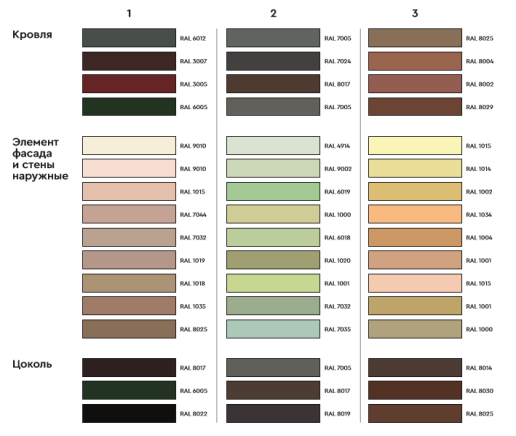 1 2 3
Кровля
RAL 6012 RAL 7005 RAL 8025
RAL 3007 RAL 7024 RAL 8004
RAL 3005 RAL 8017 RAL 8002
RAL 6005 RAL 7005 RAL 8029
Элемент
фасада
и стены
наружные
RAL 9010 RAL 4914 RAL 1015
RAL 9010 RAL 9002 RAL 1014
RAL 1015 RAL 6019 RAL 1002
RAL 7044 RAL 1000 RAL 1034
RAL 7032 RAL 6018 RAL 1004
RAL 1019 RAL 1020 RAL 1001
RAL 1018 RAL 1001 RAL 1015
RAL 1035 RAL 7032 RAL 1001
RAL 8025 RAL 7035 RAL 1000
Цоколь
RAL 8017 RAL 7005 RAL 8014
RAL 6005 RAL 8017 RAL 8030
RAL 8022 RAL 8019 RAL 8025